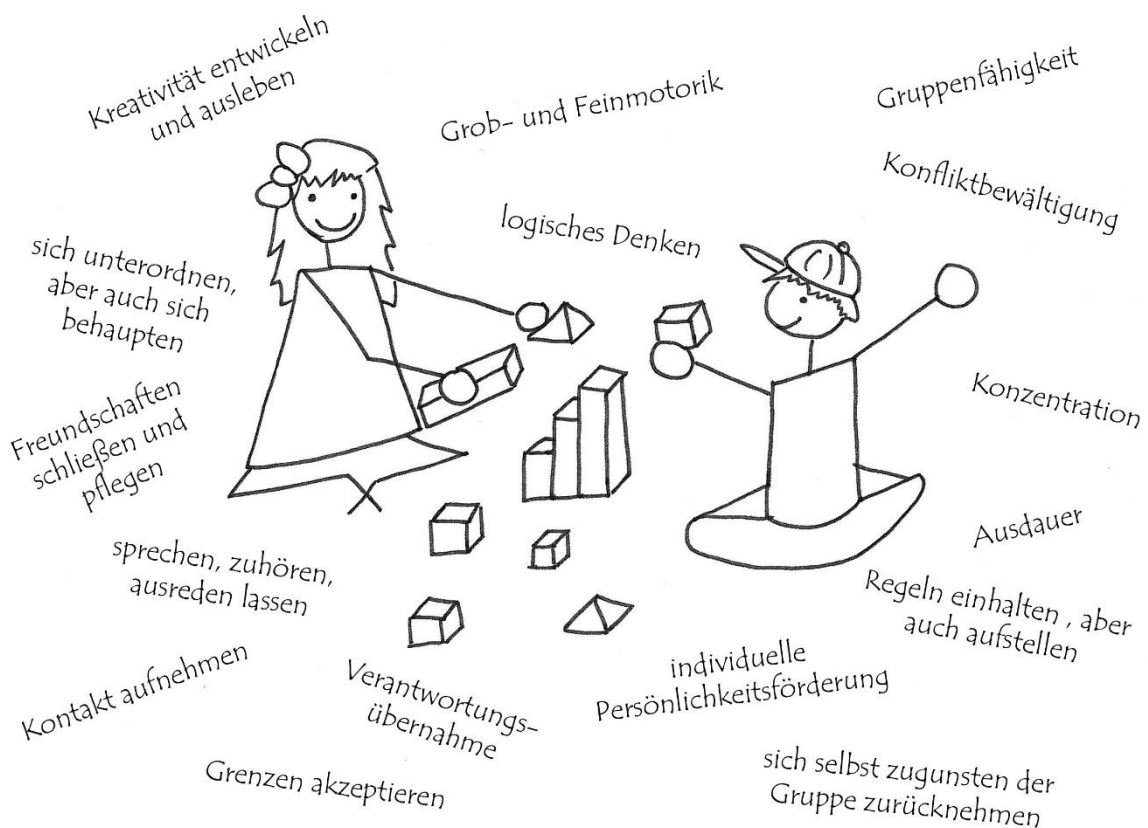 Kreativität entwickeln
und ausleben
Grob- und Feinmotorik
Gruppenfähigkeit
Konfliktbewältigung
logisches Denken
sich unterordnen,
aber auch sich
behaupten
Konzentration
Freundschaften
schließen und
pflegen
Ausdauer
sprechen, zuhören,
ausreden lassen
Regeln einhalten , aber
auch aufstellen
Kontakt aufnehmen
Verantwortungs-
übernahme
individuelle
Persönlichkeitsförderung
Grenzen akzeptieren
sich selbst zugunsten der
Gruppe zurücknehmen